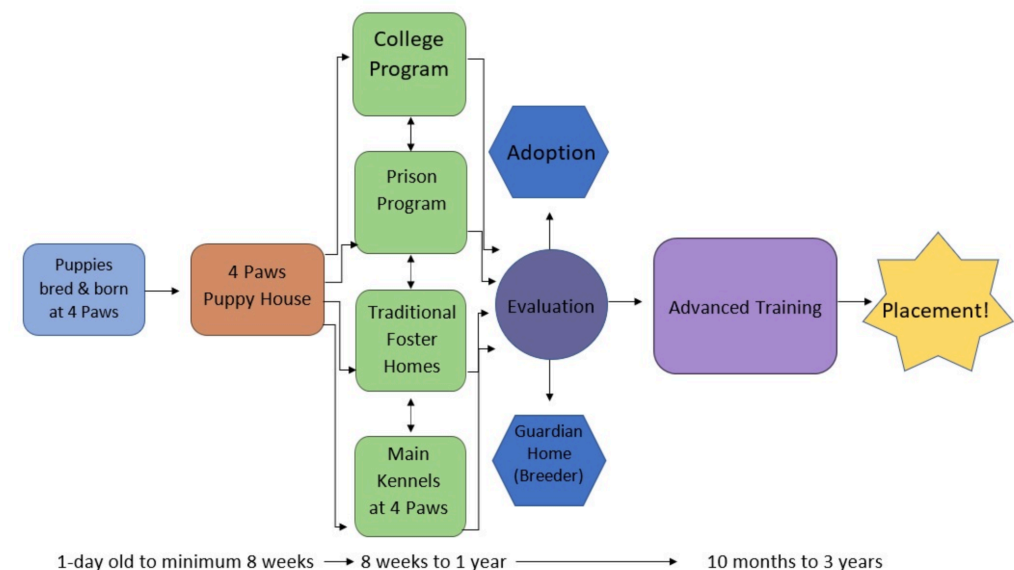 Puppies
bred & born
at 4 Paws
4 Paws
Puppy House
College
Program
Prison
Program
Traditional
Foster
Homes
Main
Kennels
at 4 Paws
Adoption
Evaluation
Guardian
Home
(Breeder)
Advanced Training
Placement!
1-day old to minimum 8 weeks
8 weeks to 1 year
10 months to 3 years